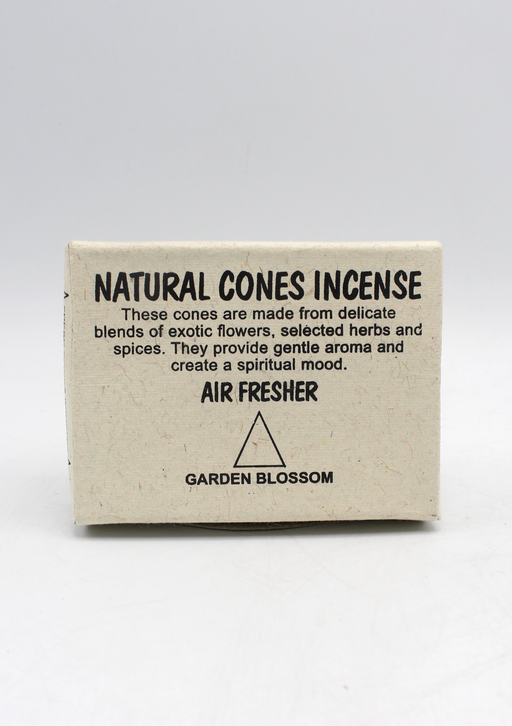 NATURAL CONES INCENSE
These cones are made from delicate
blends of exotic flowers, selected herbs and
spices. They provide gentle aroma and
create a spiritual mood.
AIR FRESHER
GARDEN BLOSSOM